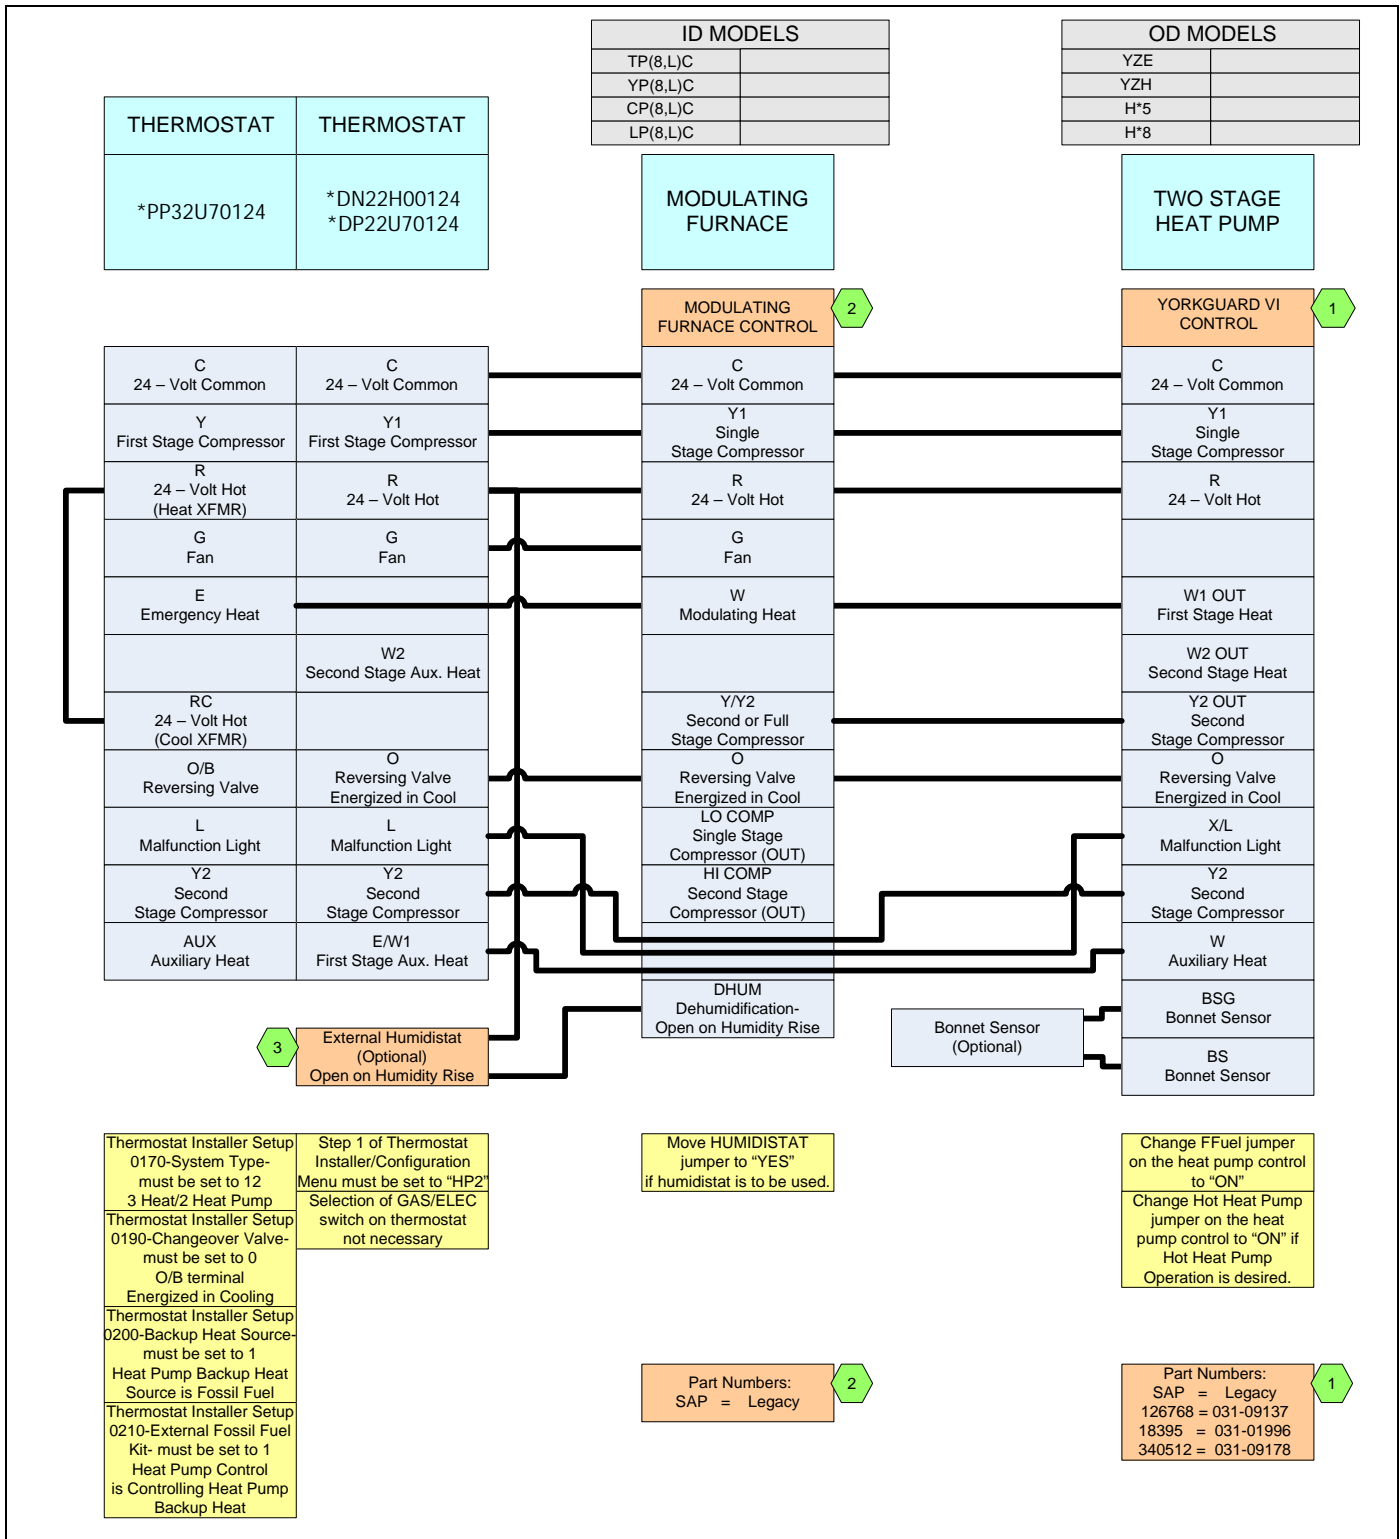 ID MODELS
TP(8,L)C
YP(8,L)C
CP(8,L)C
LP(8,L)C
OD MODELS
YZE
YZH
H*5
H*8
THERMOSTAT
*PP32U70124
THERMOSTAT
*DN22H00124
*DP22U70124
MODULATING
FURNACE
TWO STAGE
HEAT PUMP
MODULATING
FURNACE CONTROL
2
YORKGUARD VI
CONTROL
1
C
24 – Volt Common
Y
First Stage Compressor
R
24 – Volt Hot
(Heat XFMR)
G
Fan
E
Emergency Heat
RC
24 – Volt Hot
(Cool XFMR)
O/B
Reversing Valve
L
Malfunction Light
Y2
Second
Stage Compressor
AUX
Auxiliary Heat
C
24 – Volt Common
Y1
First Stage Compressor
R
24 – Volt Hot
G
Fan
W2
Second Stage Aux. Heat
O
Reversing Valve
Energized in Cool
L
Malfunction Light
Y2
Second
Stage Compressor
E/W1
First Stage Aux. Heat
C
24 – Volt Common
Y1
Single
Stage Compressor
R
24 – Volt Hot
G
Fan
W
Modulating Heat
Y/Y2
Second or Full
Stage Compressor
O
Reversing Valve
Energized in Cool
LO COMP
Single Stage
Compressor (OUT)
HI COMP
Second Stage
Compressor (OUT)
DHUM
Dehumidification-
Open on Humidity Rise
C
24 – Volt Common
Y1
Single
Stage Compressor
R
24 – Volt Hot
W1 OUT
First Stage Heat
W2 OUT
Second Stage Heat
Y2 OUT
Second
Stage Compressor
O
Reversing Valve
Energized in Cool
X/L
Malfunction Light
Y2
Second
Stage Compressor
W
Auxiliary Heat
BSG
Bonnet Sensor
BS
Bonnet Sensor
3
External Humidistat
(Optional)
Open on Humidity Rise
Bonnet Sensor
(Optional)
Thermostat Installer Setup
0170-System Type-
must be set to 12
3 Heat/2 Heat Pump
Thermostat Installer Setup
0190-Changeover Valve-
must be set to 0
O/B terminal
Energized in Cooling
Thermostat Installer Setup
0200-Backup Heat Source-
must be set to 1
Heat Pump Backup Heat
Source is Fossil Fuel
Thermostat Installer Setup
0210-External Fossil Fuel
Kit- must be set to 1
Heat Pump Control
is Controlling Heat Pump
Backup Heat
Step 1 of Thermostat
Installer/Configuration
Menu must be set to “HP2”
Selection of GAS/ELEC
switch on thermostat
not necessary
Move HUMIDISTAT
jumper to “YES”
if humidistat is to be used.
Change FFuel jumper
on the heat pump control
to “ON”
Change Hot Heat Pump
jumper on the heat
pump control to “ON” if
Hot Heat Pump
Operation is desired.
Part Numbers:
SAP = Legacy
2
Part Numbers:
SAP = Legacy
126768 = 031-09137
18395 = 031-01996
340512 = 031-09178
1